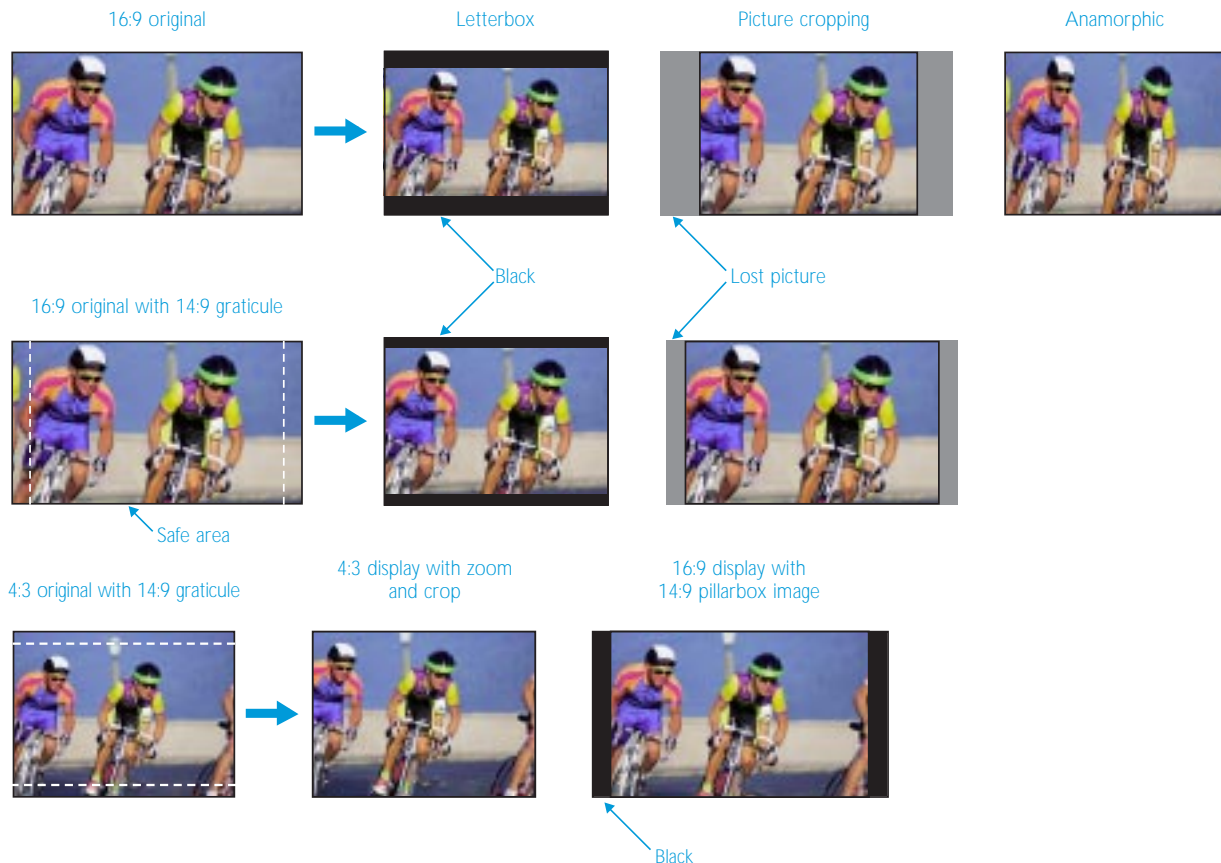 16:9 original
Letterbox
Picture cropping
Anamorphic
Black
Lost picture
16:9 original with 14:9 graticule
Safe area
4:3 original with 14:9 graticule
4:3 display with zoom
and crop
16:9 display with
14:9 pillarbox image
Black